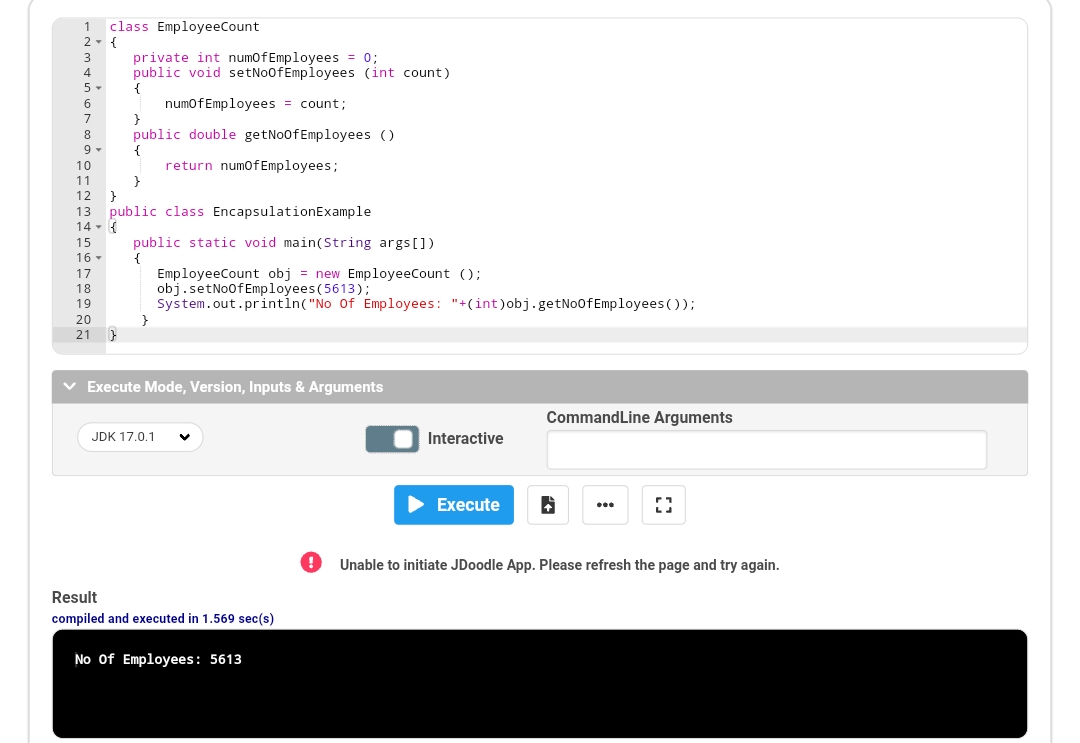 1 class EmployeeCount
2 {
3 private int numOfEmployees = 0;
4 public void setNoOfEmployees (int count)
5 {
6 numOfEmployees = count;
7 }
8 public double getNoOfEmployees ()
9 {
10 return numOfEmployees;
11 }
12 }
13 public class EncapsulationExample
14 {
15 public static void main(String args[])
16 {
17 EmployeeCount obj = new EmployeeCount ();
18 obj.setNoOfEmployees(5613);
19 System.out.println("No Of Employees: "+(int)obj.getNoOfEmployees());
20 }
21 }
Execute Mode, Version, Inputs & Arguments
CommandLine Arguments
JDK 17.0.1
Interactive
Execute
Unable to initiate JDoodle App. Please refresh the page and try again.
Result
compiled and executed in 1.569 sec(s)
No Of Employees: 5613